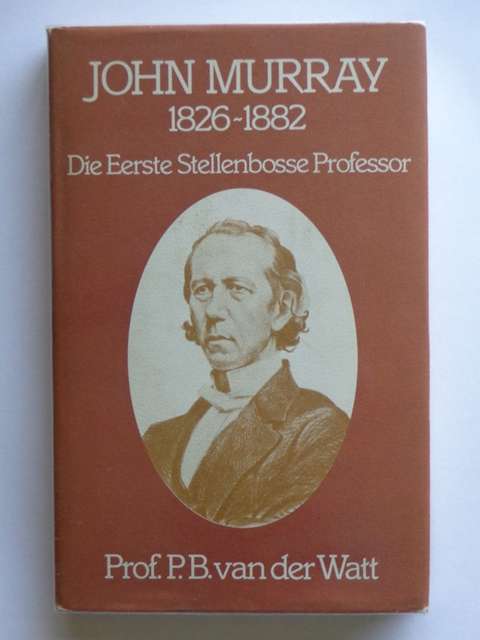 JOHN MURRAY
1826~1882
Die Eerste Stellenbosse Professor
Prof. P. B. van der Watt